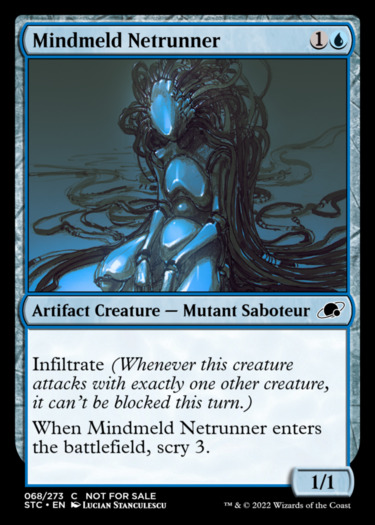 Mindmeld Netrunner 1
Artifact Creature — Mutant Saboteur
Infiltrate (Whenever this creature
attacks with exactly one other creature,
it can't be blocked this turn.)
When Mindmeld Netrunner enters
the battlefield, scry 3.
1/1
068/273 C NOT FOR SALE
STC • EN Lucian Stanculescu
™ & © 2022 Wizards of the Coast